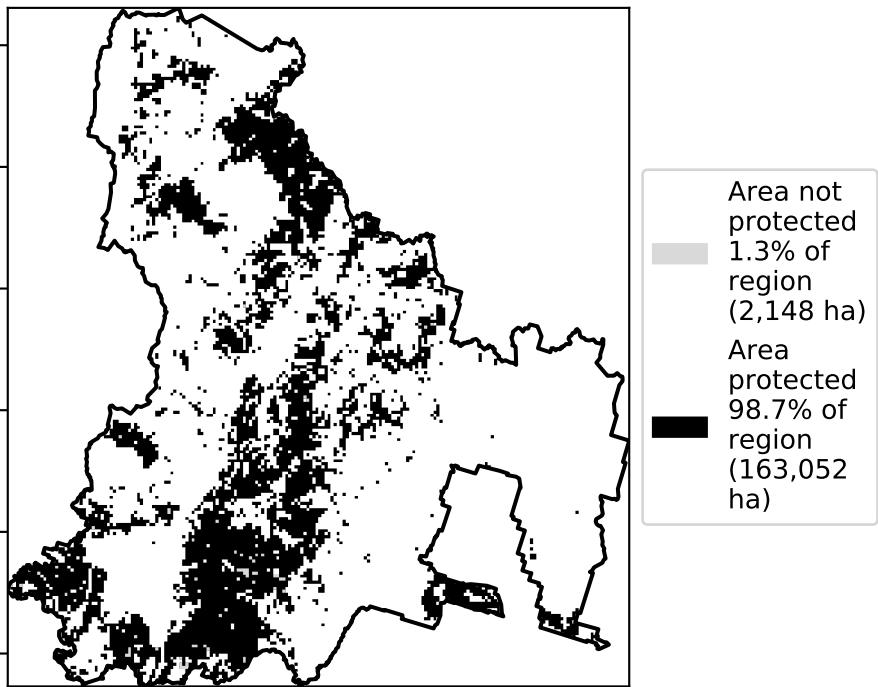 Area not
protected
1.3% of
region
(2,148 ha)
Area
protected
98.7% of
region
(163,052
ha)